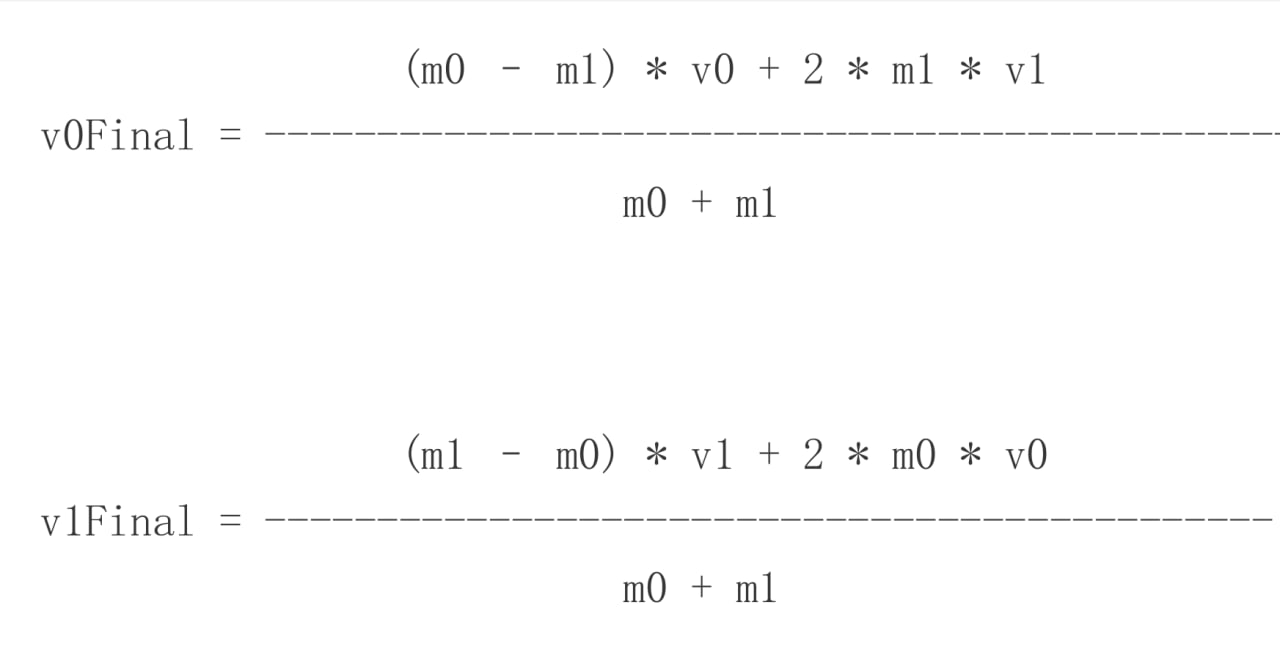 (m0 - m1) * v0 + 2 * m1 * v1
v0Final = ----------------------------------------------
m0 + m1
(m1 - m0) * v1 + 2 * m0 * v0
v1Final = ---------------------------------------------
m0 + m1